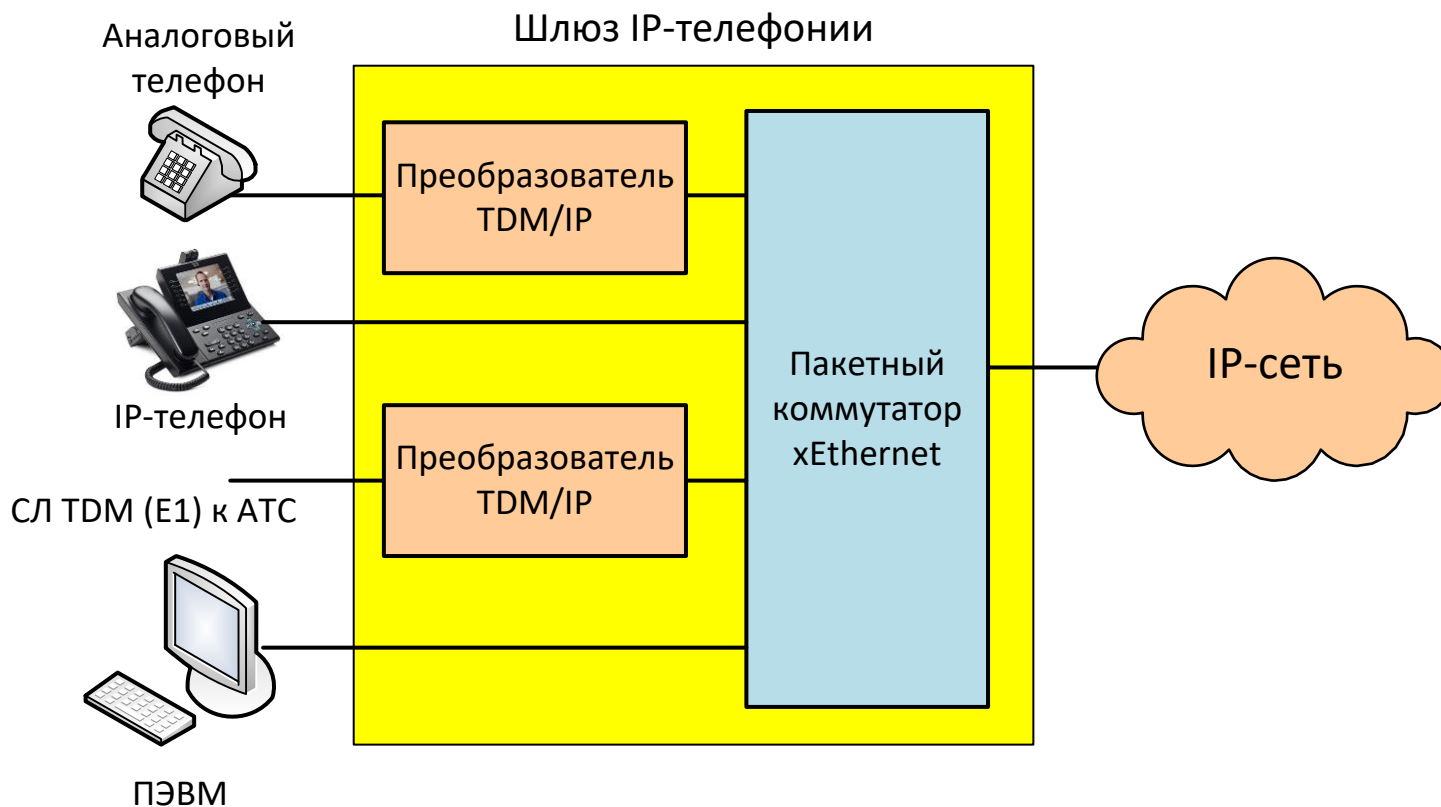 Шлюз IP-телефонии
Аналоговый
телефон
Преобразователь
TDM/IP
IP-телефон
Преобразователь
TDM/IP
СЛ TDM (E1) к АТС
ПЭВМ
Пакетный
коммутатор
xEthernet
IP-сеть